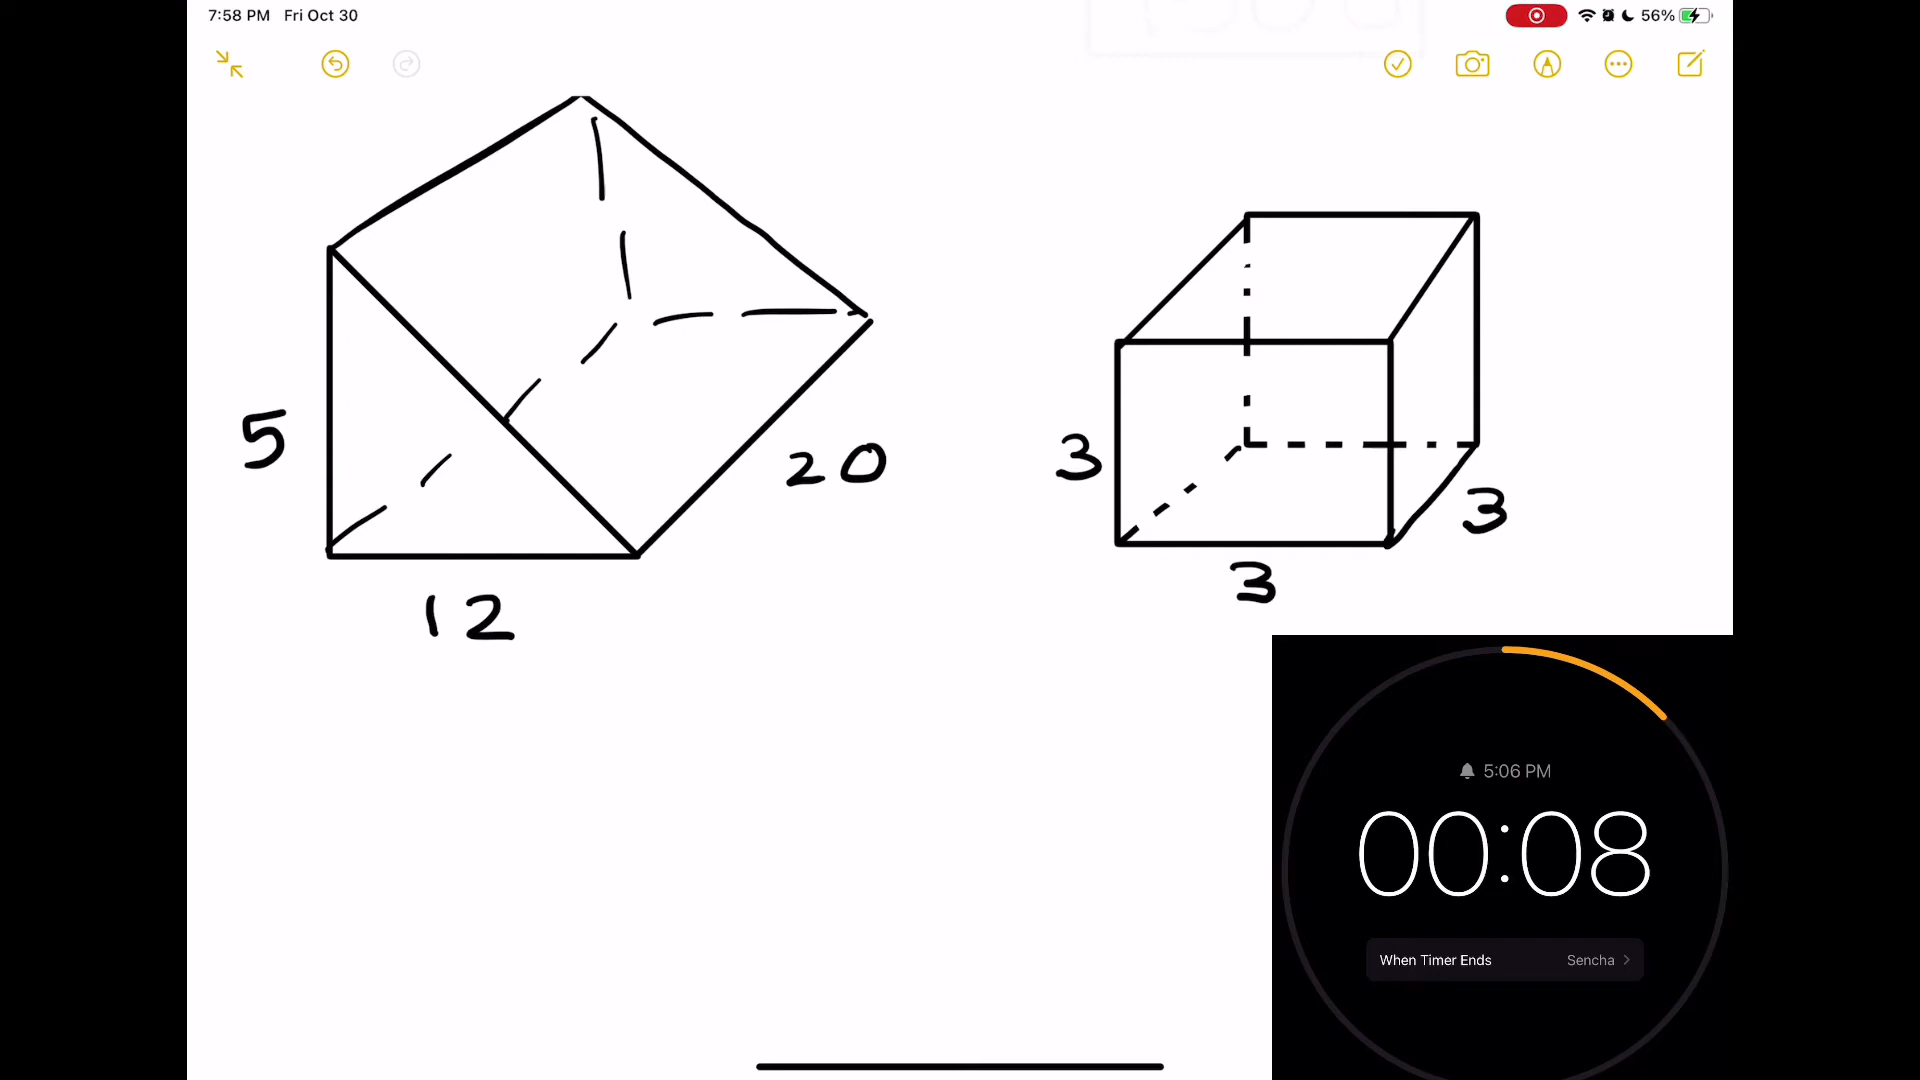 7:58 PM Fri Oct 30
56%
5
12
20
3
3
3
5:06 PM
00:08
When Timer Ends Sencha